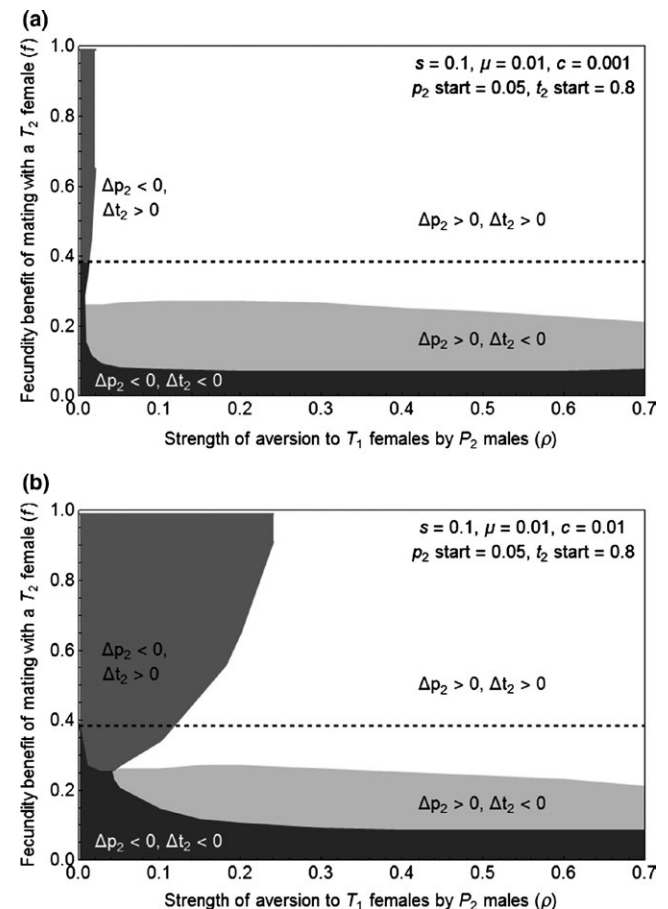 (a)
Fecundity benefit of mating with a T₂ female (f)
1.0
0.8
0.6
0.4
0.2
0.0
s = 0.1, μ = 0.01, c = 0.001
p₂ start = 0.05, t₂ start = 0.8
Δp₂ < 0,
Δt₂ > 0
Δp₂ > 0, Δt₂ > 0
Δp₂ > 0, Δt₂ < 0
Δp₂ < 0, Δt₂ < 0
0.0 0.1 0.2 0.3 0.4 0.5 0.6 0.7
Strength of aversion to T₁ females by P₂ males (ρ)
(b)
Fecundity benefit of mating with a T₂ female (f)
1.0
0.8
0.6
0.4
0.2
0.0
s = 0.1, μ = 0.01, c = 0.01
p₂ start = 0.05, t₂ start = 0.8
Δp₂ < 0,
Δt₂ > 0
Δp₂ > 0, Δt₂ > 0
Δp₂ > 0, Δt₂ < 0
Δp₂ < 0, Δt₂ < 0
0.0 0.1 0.2 0.3 0.4 0.5 0.6 0.7
Strength of aversion to T₁ females by P₂ males (ρ)